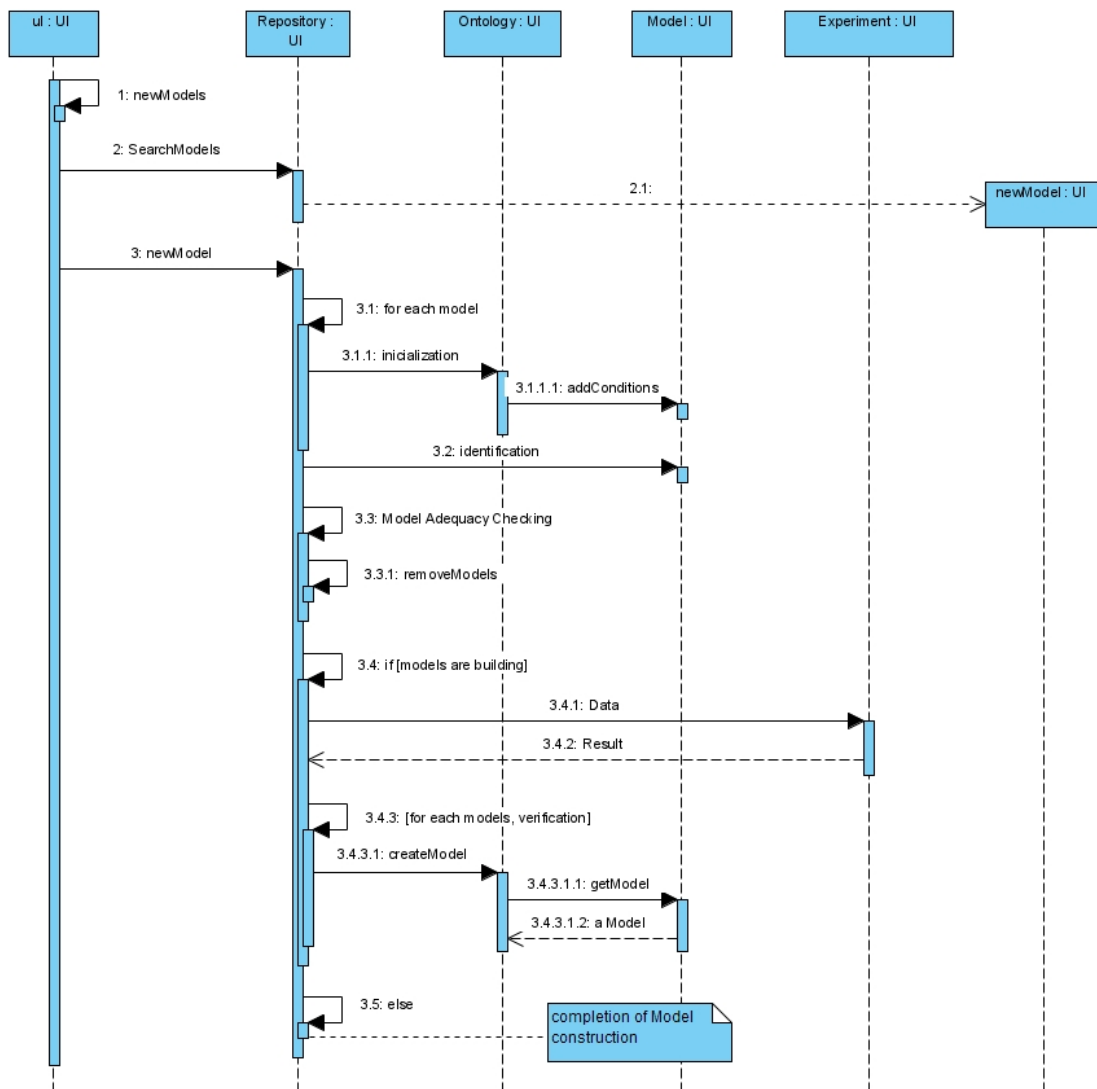 ul : UI
Repository :
UI
Ontology : UI
Model : UI
Experiment : UI
1: newModels
2: SearchModels
2.1:
newModel : UI
3: newModel
3.1: for each model
3.1.1: inicialization
3.1.1.1: addConditions
3.2: identification
3.3: Model Adequacy Checking
3.3.1: removeModels
3.4: if [models are building]
3.4.1: Data
3.4.2: Result
3.4.3: [for each models, verification]
3.4.3.1: createModel
3.4.3.1.1: getModel
3.4.3.1.2: a Model
3.5: else
completion of Model
construction